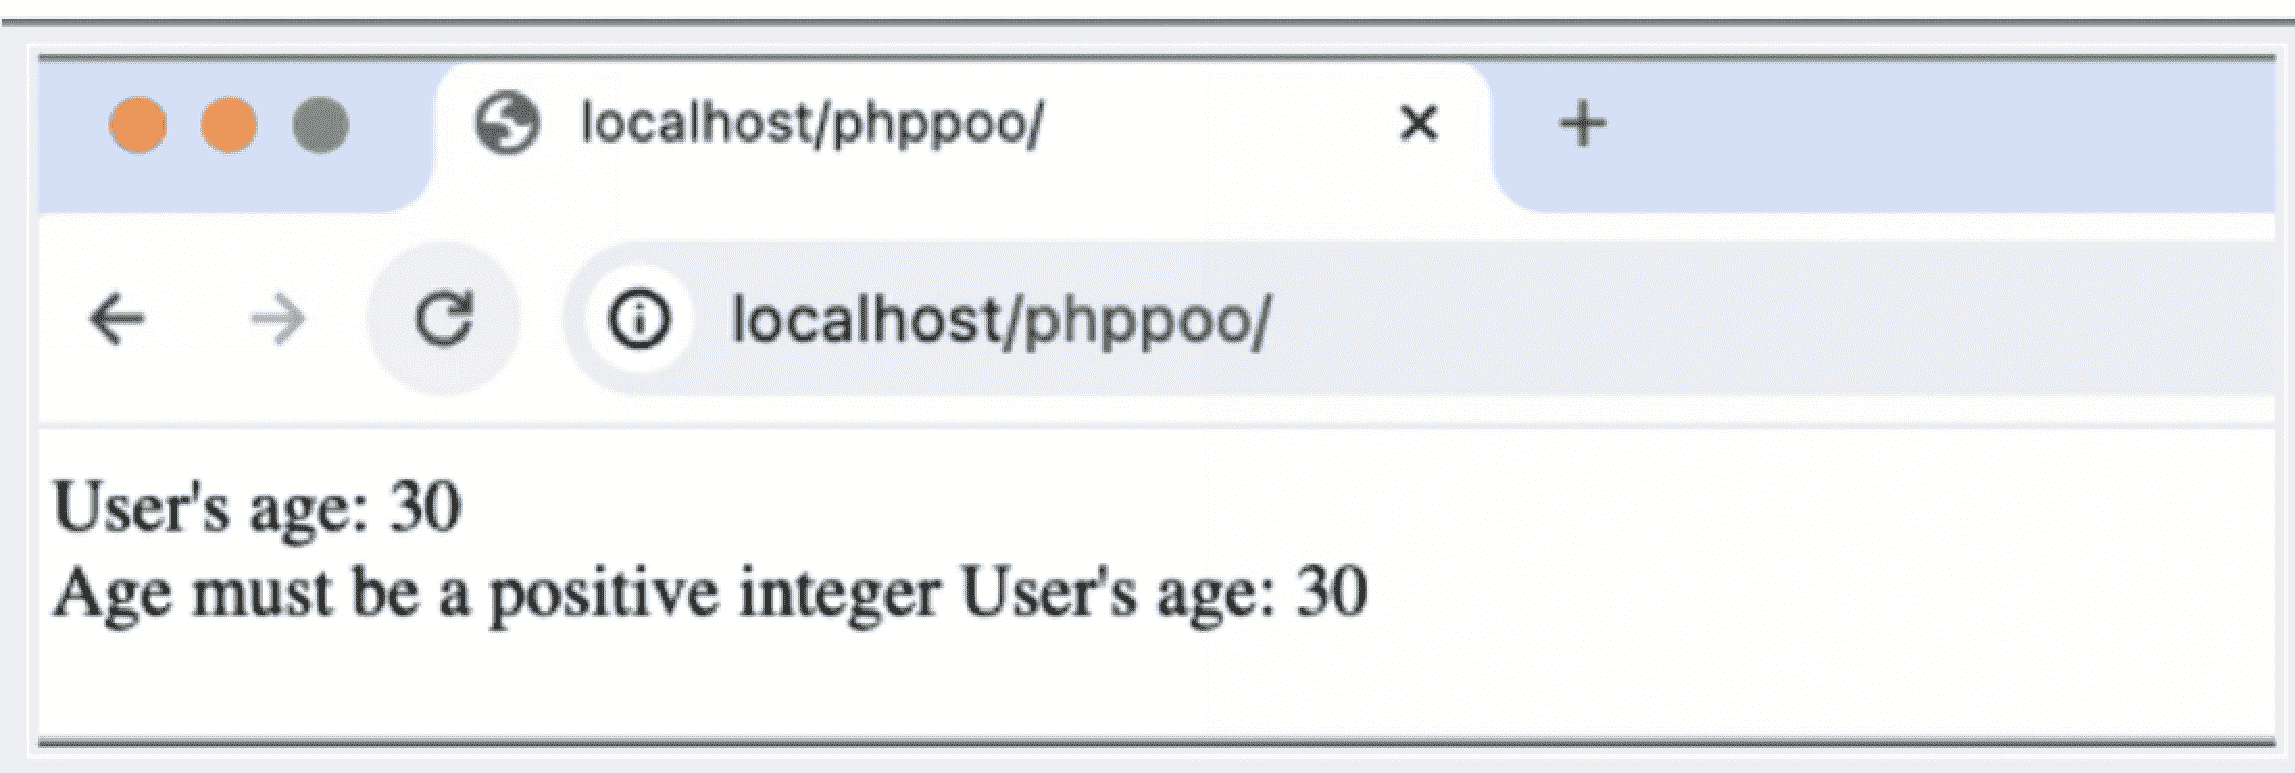 localhost/phppoo/
localhost/phppoo/
User's age: 30
Age must be a positive integer User's age: 30